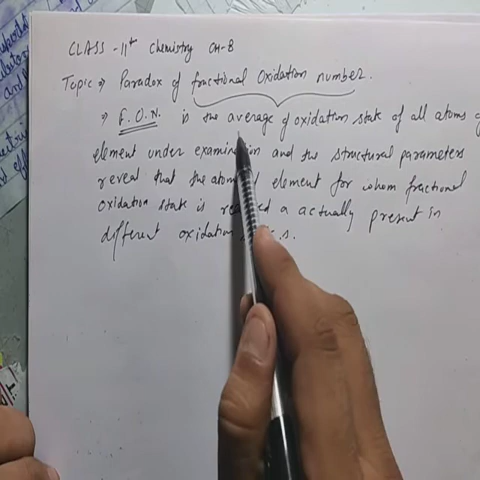 CLASS - 11th Chemistry CH-8
Topic → Paradox of fractional Oxidation number.
→ F.O.N. is the average of oxidation state of all atoms of
element under examination and the structural parameters
reveal that the atom element for whom fractional
oxidation state is a actually present in
different oxidation